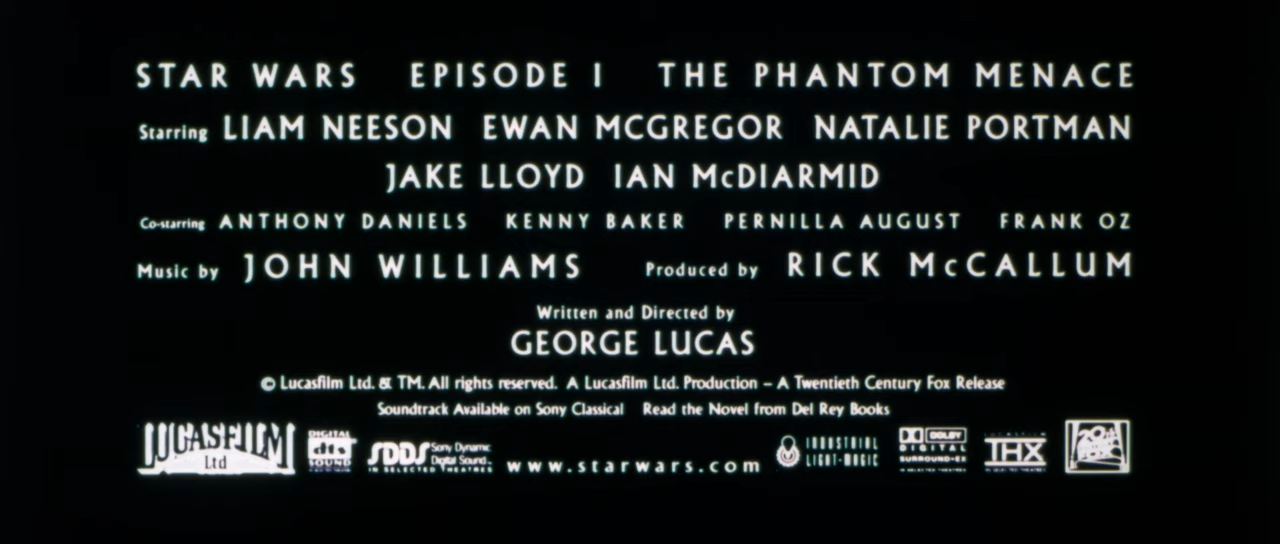 STAR WARS EPISODE I THE PHANTOM MENACE
Starring LIAM NEESON EWAN MCGREGOR NATALIE PORTMAN
JAKE LLOYD IAN McDIARMID
Co-starring ANTHONY DANIELS KENNY BAKER PERNILLA AUGUST FRANK OZ
Music by JOHN WILLIAMS Produced by RICK McCALLUM
Written and Directed by
GEORGE LUCAS
© Lucasfilm Ltd. & TM. All rights reserved. A Lucasfilm Ltd. Production – A Twentieth Century Fox Release
Soundtrack Available on Sony Classical Read the Novel from Del Rey Books
LUCASFILM Ltd
DIGITAL dts SOUND
SDDS Sony Dynamic Digital Sound
IN SELECTED THEATRES
www.starwars.com
INDUSTRIAL LIGHT+MAGIC
DOLBY DIGITAL SURROUND·EX
THX
FOX